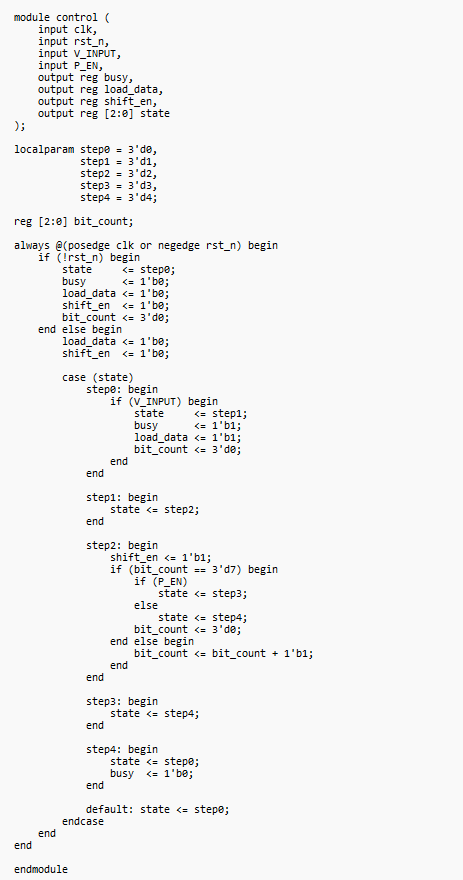 module control (
    input clk,
    input rst_n,
    input V_INPUT,
    input P_EN,
    output reg busy,
    output reg load_data,
    output reg shift_en,
    output reg [2:0] state
);

localparam step0 = 3'd0,
           step1 = 3'd1,
           step2 = 3'd2,
           step3 = 3'd3,
           step4 = 3'd4;

reg [2:0] bit_count;

always @(posedge clk or negedge rst_n) begin
    if (!rst_n) begin
        state     <= step0;
        busy      <= 1'b0;
        load_data <= 1'b0;
        shift_en  <= 1'b0;
        bit_count <= 3'd0;
    end else begin
        load_data <= 1'b0;
        shift_en  <= 1'b0;

        case (state)
            step0: begin
                if (V_INPUT) begin
                    state     <= step1;
                    busy      <= 1'b1;
                    load_data <= 1'b1;
                    bit_count <= 3'd0;
                end
            end

            step1: begin
                state <= step2;
            end

            step2: begin
                shift_en <= 1'b1;
                if (bit_count == 3'd7) begin
                    if (P_EN)
                        state <= step3;
                    else
                        state <= step4;
                    bit_count <= 3'd0;
                end else begin
                    bit_count <= bit_count + 1'b1;
                end
            end

            step3: begin
                state <= step4;
            end

            step4: begin
                state <= step0;
                busy  <= 1'b0;
            end

            default: state <= step0;
        endcase
    end
end

endmodule